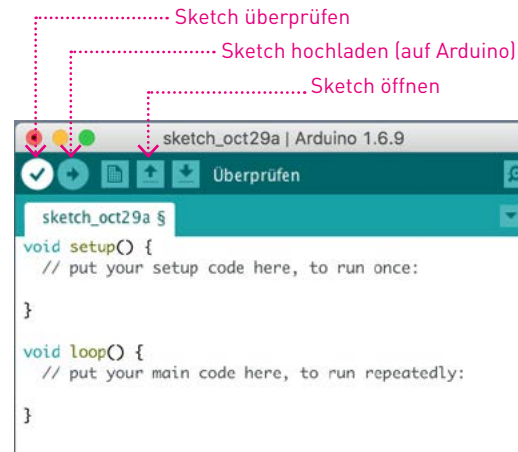 Sketch überprüfen
Sketch hochladen (auf Arduino)
Sketch öffnen
sketch_oct29a | Arduino 1.6.9
Überprüfen
sketch_oct29a §
void setup() {
// put your setup code here, to run once:
}
void loop() {
// put your main code here, to run repeatedly:
}